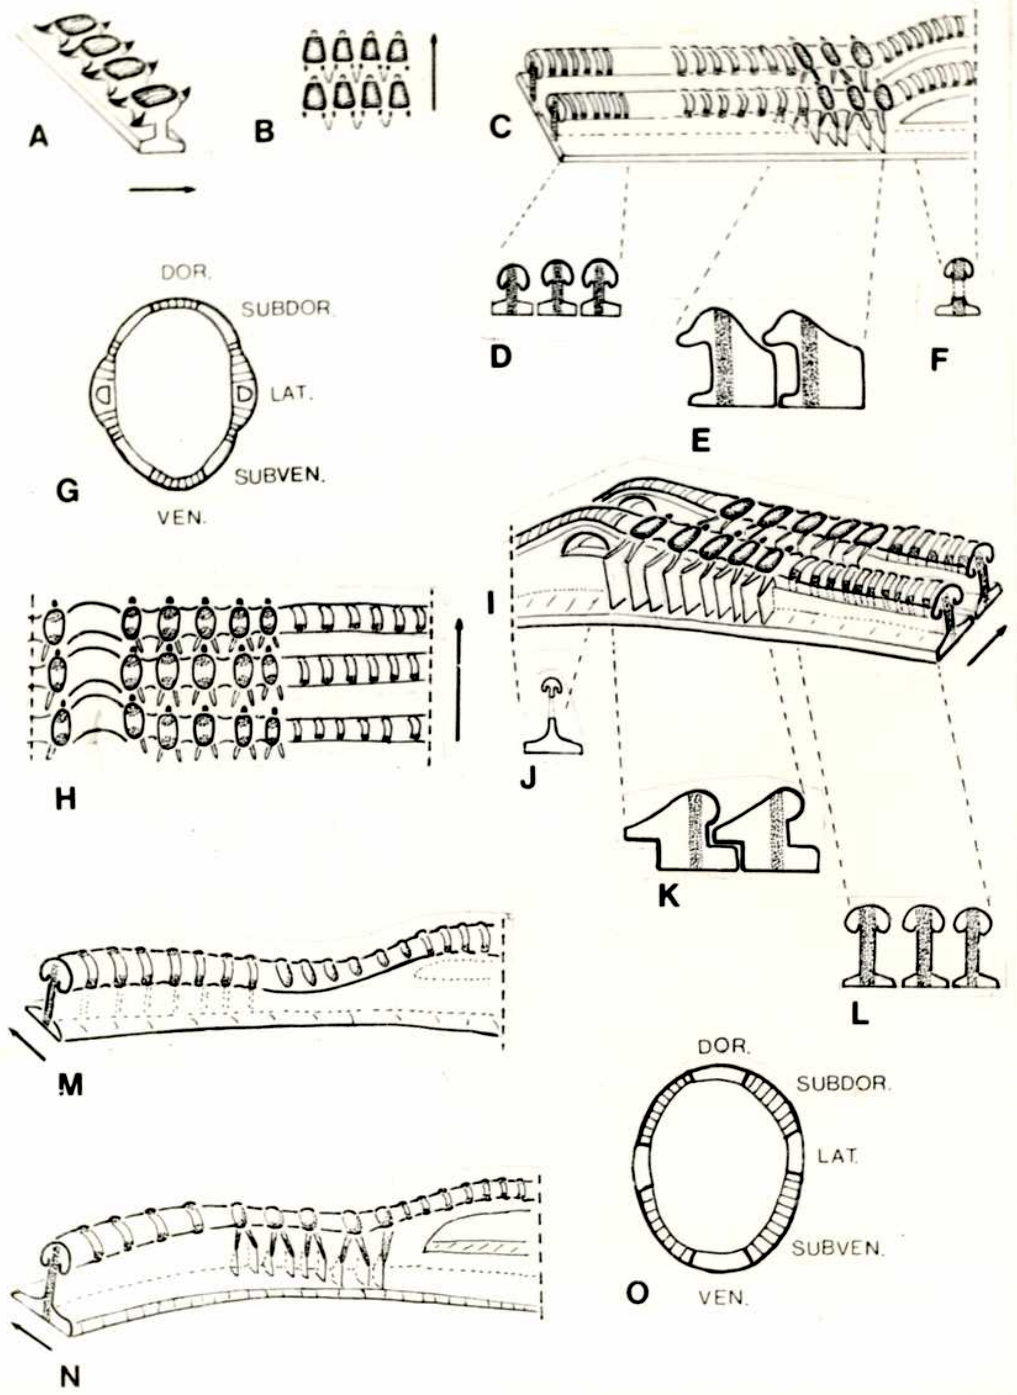 A
B
C
D
E
F
DOR.
SUBDOR.
LAT.
SUBVEN.
VEN.
G
H
I
J
K
L
M
N
DOR.
SUBDOR.
LAT.
SUBVEN.
VEN.
O